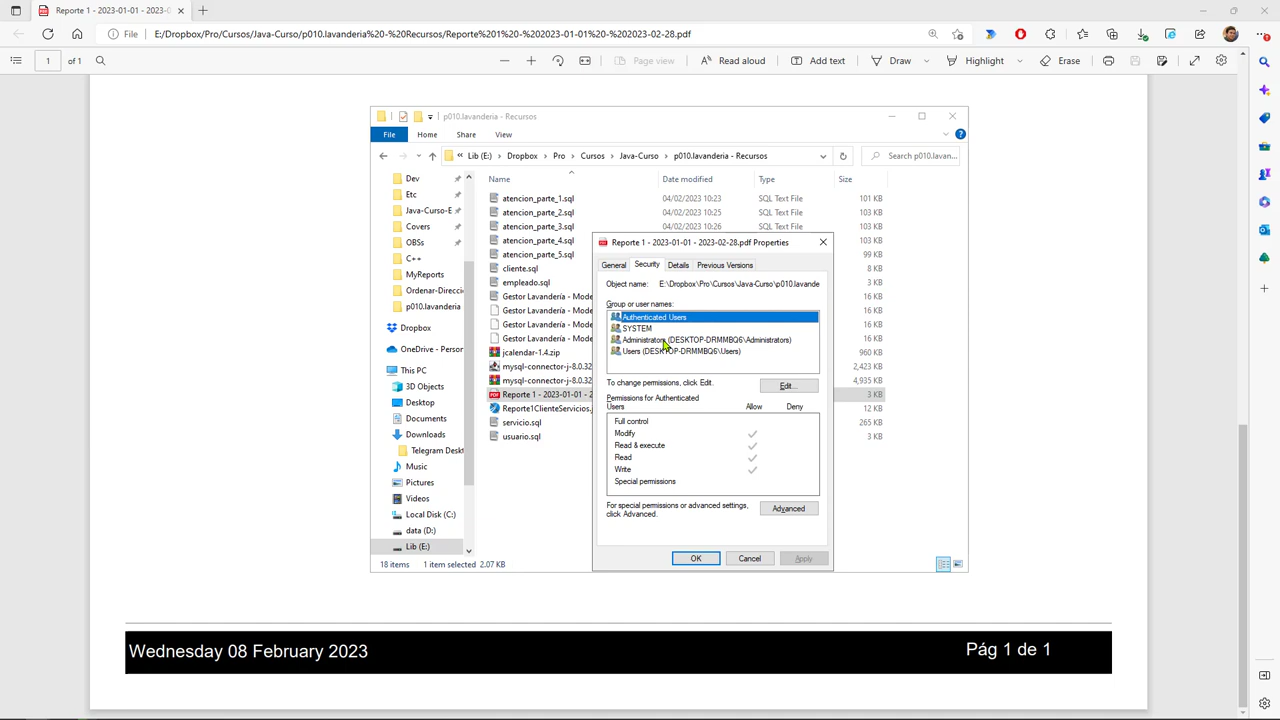 Reporte 1 - 2023-01-01 - 2023-02-28.
File
E:/Dropbox/Pro/Cursos/Java-Curso/p010.lavanderia%20-%20Recursos/Reporte%201%20-%202023-01-01%20-%202023-02-28.pdf
1 of 1
Page view
Read aloud
Add text
Draw
Highlight
Erase
p010.lavanderia - Recursos
File Home Share View
« Lib (E:) Dropbox Pro Cursos Java-Curso p010.lavanderia - Recursos
Search p010.lavan...
Name Date modified Type Size
Dev
Etc
Java-Curso-E
Covers
OBSs
C++
MyReports
Ordenar-Direcci
p010.lavanderia
Dropbox
OneDrive - Person
This PC
3D Objects
Desktop
Documents
Downloads
Telegram Deskt
Music
Pictures
Videos
Local Disk (C:)
data (D:)
Lib (E:)
atencion_parte_1.sql 04/02/2023 10:23 SQL Text File 101 KB
atencion_parte_2.sql 04/02/2023 10:25 SQL Text File 103 KB
atencion_parte_3.sql 04/02/2023 10:26 SQL Text File 103 KB
atencion_parte_4.sql 103 KB
atencion_parte_5.sql 99 KB
cliente.sql 8 KB
empleado.sql 3 KB
Gestor Lavandería - Mode 16 KB
Gestor Lavandería - Mode 16 KB
Gestor Lavandería - Mode 16 KB
Gestor Lavandería - Mode 16 KB
jcalendar-1.4.zip 960 KB
mysql-connector-j-8.0.32 2,423 KB
mysql-connector-j-8.0.32 4,935 KB
Reporte 1 - 2023-01-01 - 2 3 KB
Reporte1ClienteServicios.j 12 KB
servicio.sql 265 KB
usuario.sql 3 KB
18 items 1 item selected 2.07 KB
Reporte 1 - 2023-01-01 - 2023-02-28.pdf Properties
General Security Details Previous Versions
Object name: E:\Dropbox\Pro\Cursos\Java-Curso\p010.lavande
Group or user names:
Authenticated Users
SYSTEM
Administrators (DESKTOP-DRMMBQ6\Administrators)
Users (DESKTOP-DRMMBQ6\Users)
To change permissions, click Edit.
Edit...
Permissions for Authenticated
Users Allow Deny
Full control
Modify
Read & execute
Read
Write
Special permissions
For special permissions or advanced settings,
click Advanced.
Advanced
OK Cancel Apply
Wednesday 08 February 2023
Pág 1 de 1